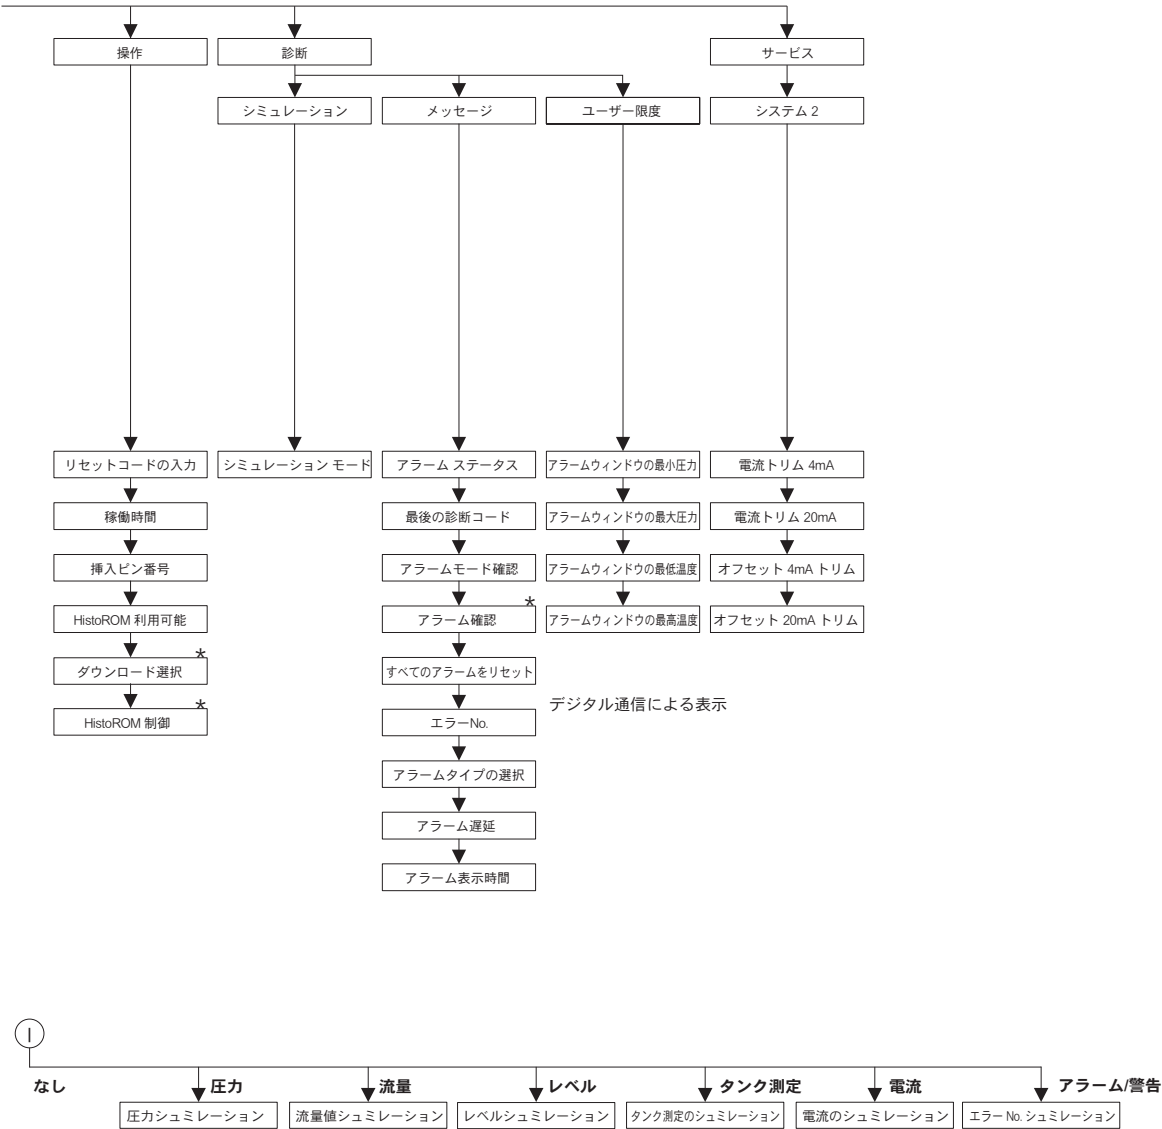 操作
診断
サービス
シミュレーション
メッセージ
ユーザー限度
システム 2
リセットコードの入力
シミュレーション モード
アラーム ステータス
アラームウィンドウの最小圧力
電流トリム 4mA
稼働時間
最後の診断コード
アラームウィンドウの最大圧力
電流トリム 20mA
挿入ピン番号
アラームモード確認
アラームウィンドウの最低温度
オフセット 4mA トリム
HistoROM 利用可能
アラーム確認
*
アラームウィンドウの最高温度
オフセット 20mA トリム
ダウンロード選択
*
すべてのアラームをリセット
デジタル通信による表示
HistoROM 制御
*
エラーNo.
アラームタイプの選択
アラーム遅延
アラーム表示時間
I
なし
圧力
流量
レベル
タンク測定
電流
アラーム/警告
圧力シュミレーション
流量値シュミレーション
レベルシュミレーション
タンク測定のシュミレーション
電流のシュミレーション
エラー No. シュミレーション